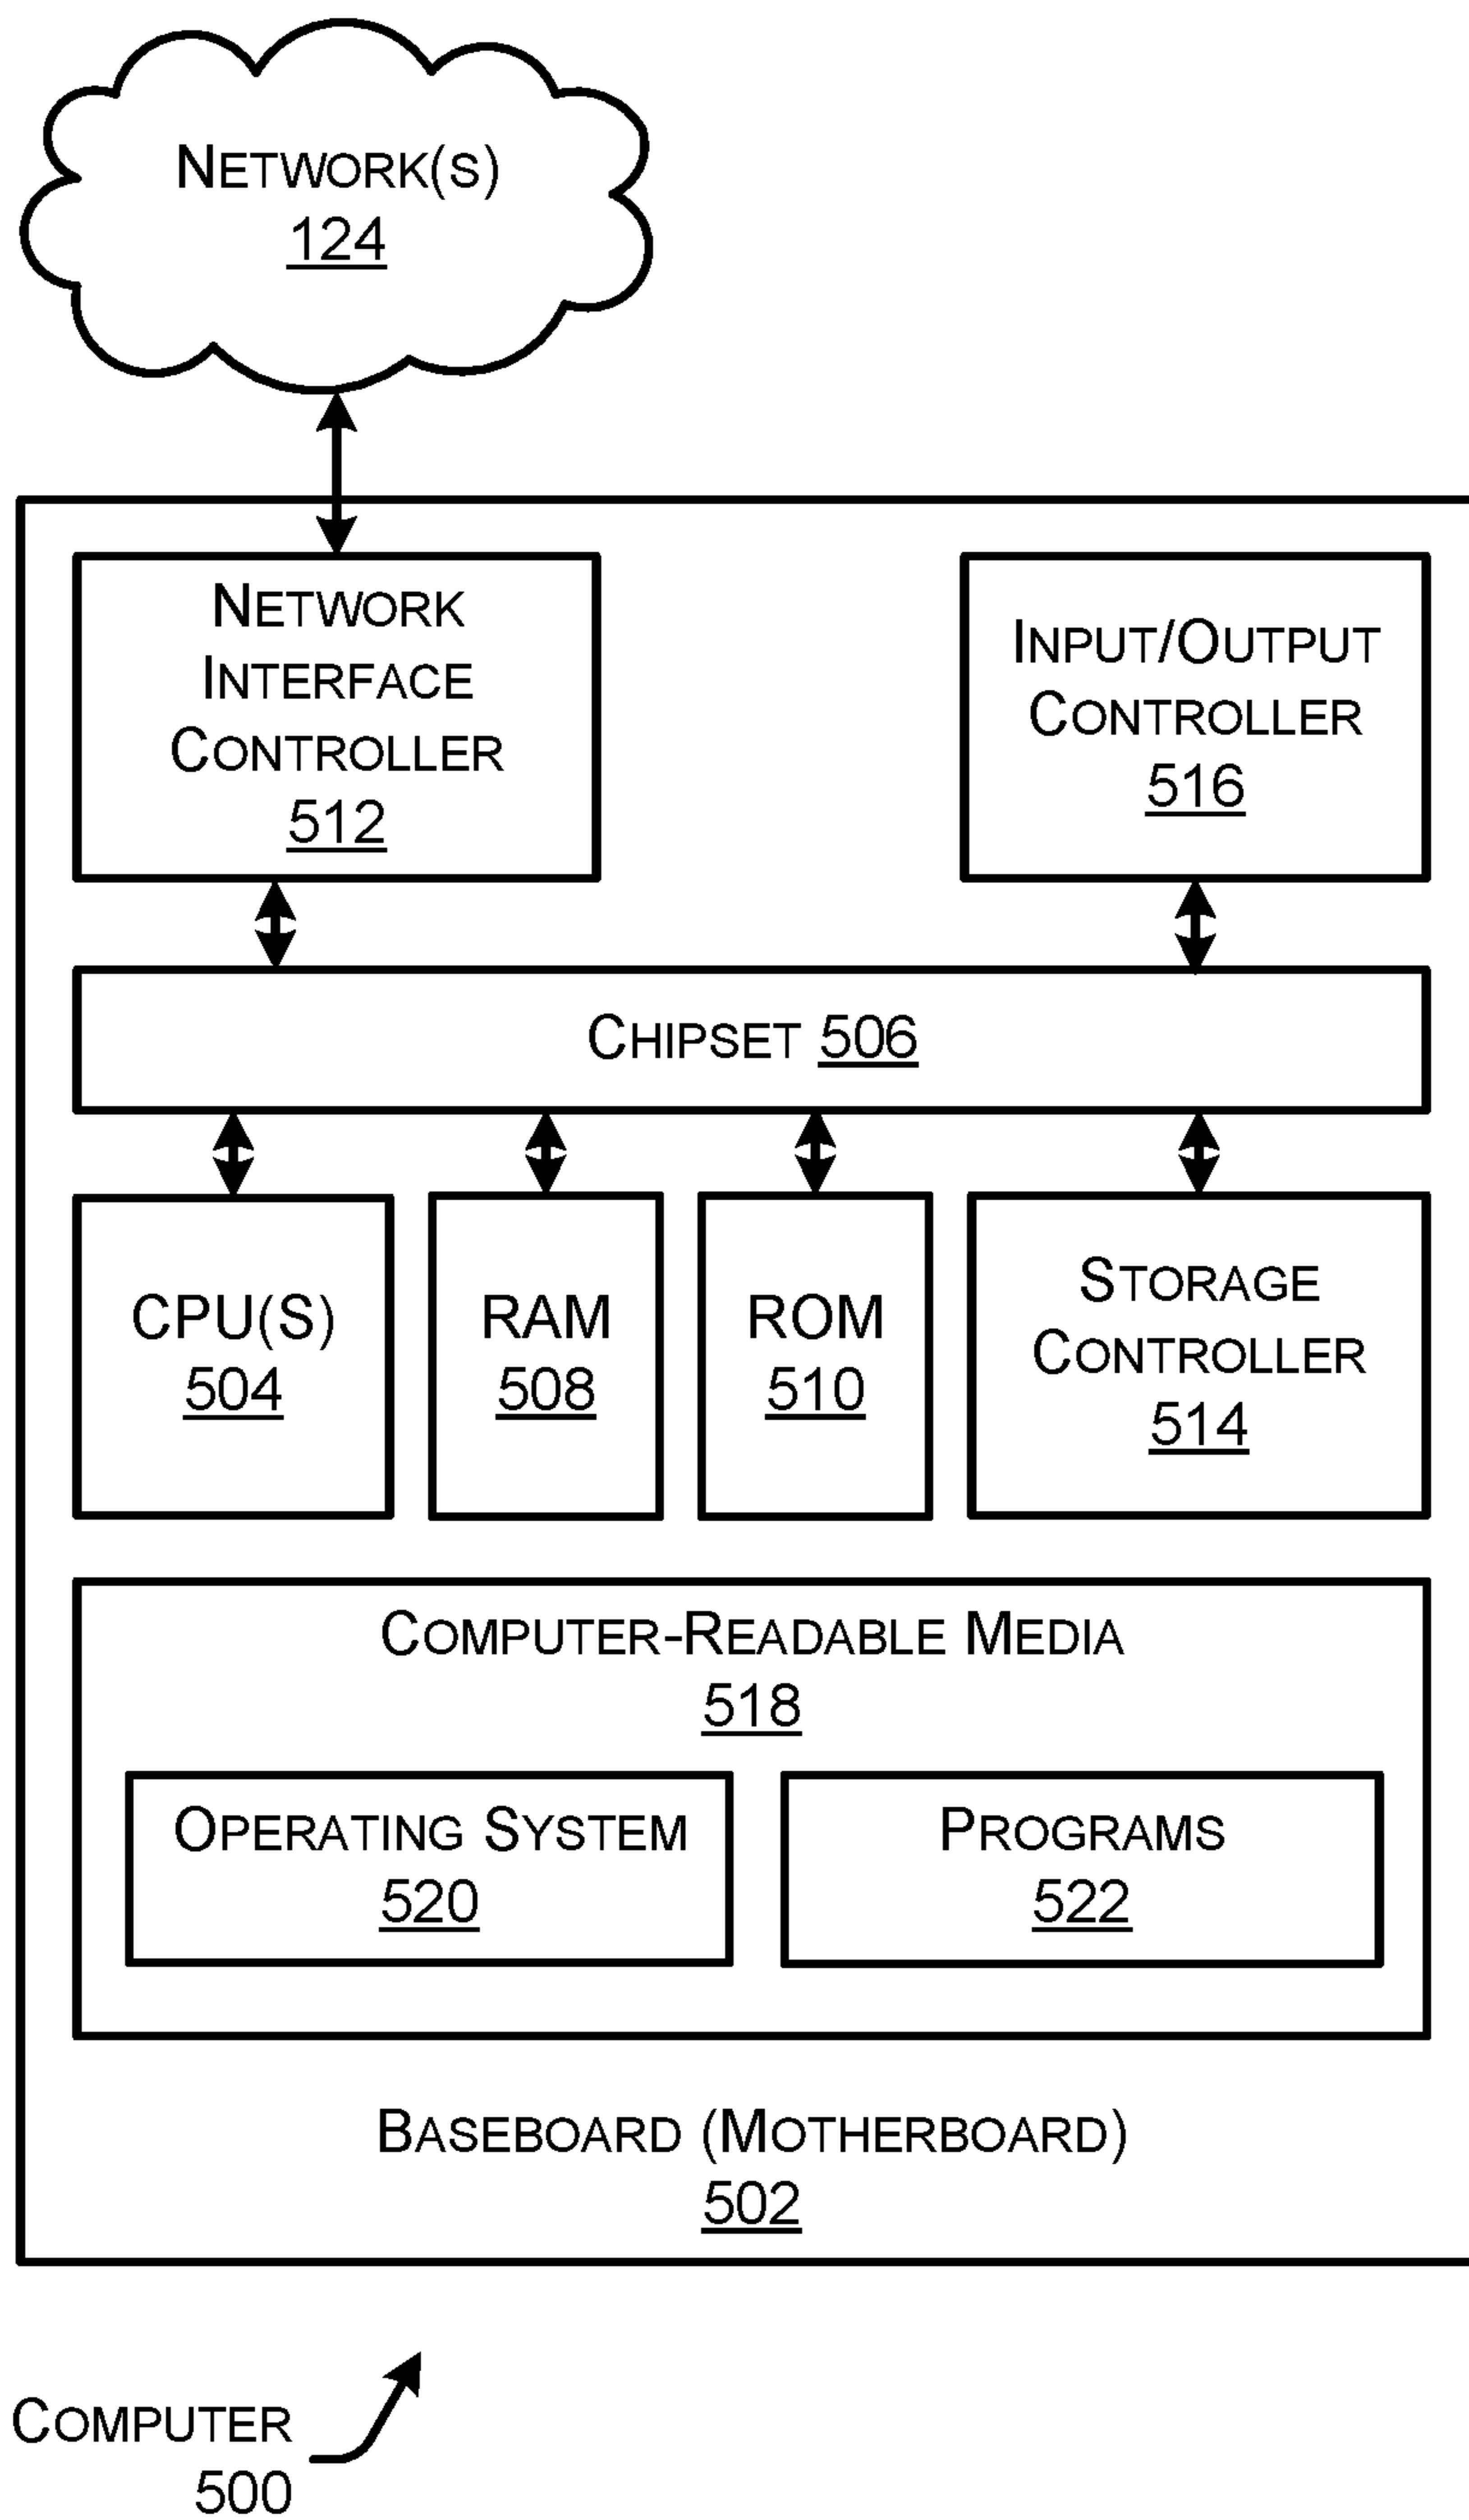 NETWORK(S)
124
NETWORK
INTERFACE
CONTROLLER
512
INPUT/OUTPUT
CONTROLLER
516
CHIPSET 506
CPU(S)
504
RAM
508
ROM
510
STORAGE
CONTROLLER
514
COMPUTER-READABLE MEDIA
518
OPERATING SYSTEM
520
PROGRAMS
522
BASEBOARD (MOTHERBOARD)
502
COMPUTER
500